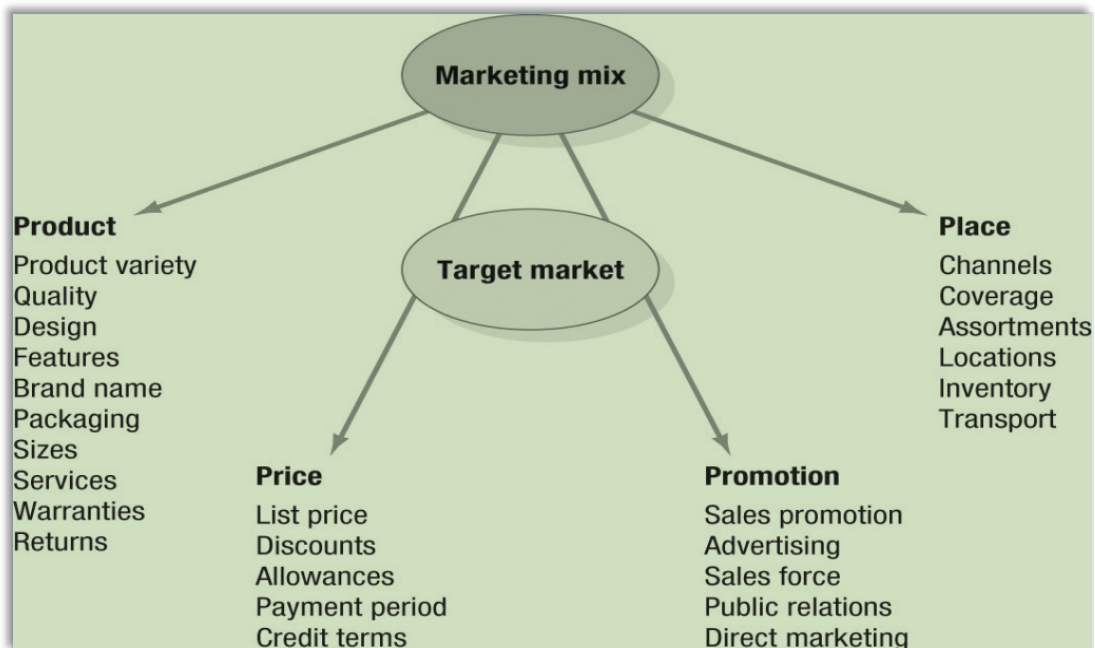 Marketing mix
Target market
Product
Product variety
Quality
Design
Features
Brand name
Packaging
Sizes
Services
Warranties
Returns
Price
List price
Discounts
Allowances
Payment period
Credit terms
Promotion
Sales promotion
Advertising
Sales force
Public relations
Direct marketing
Place
Channels
Coverage
Assortments
Locations
Inventory
Transport